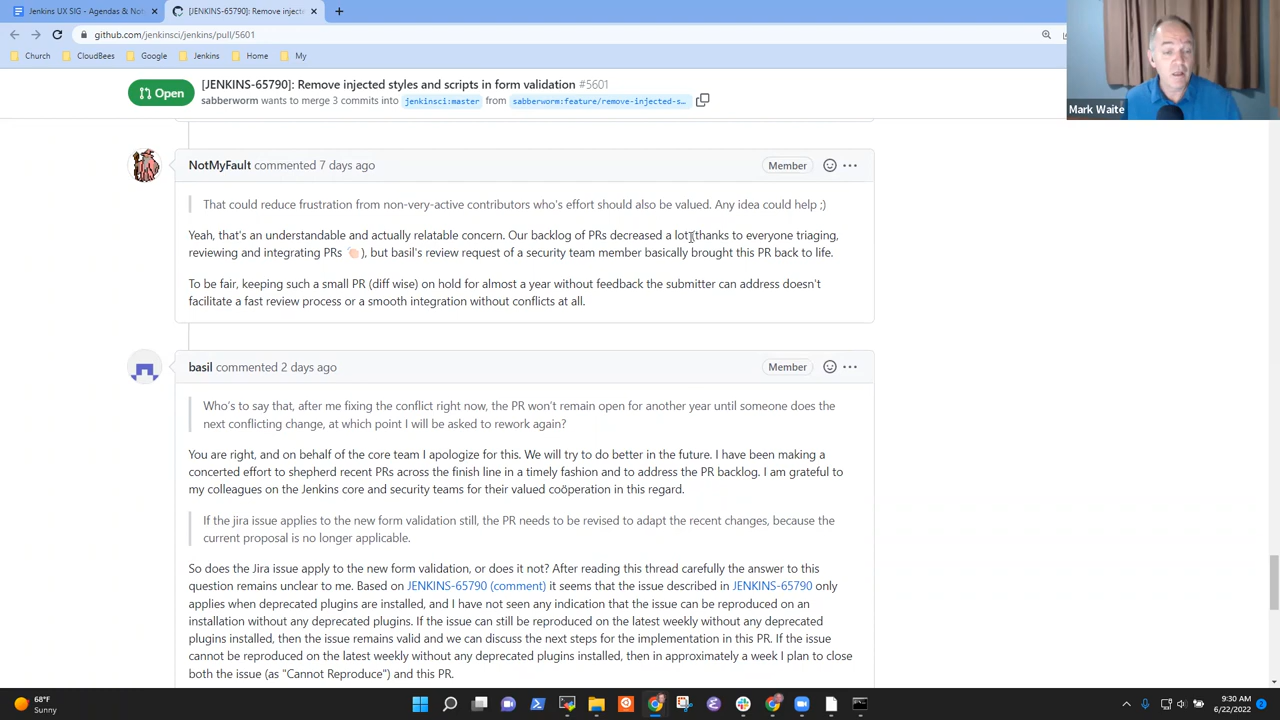 Jenkins UX SIG - Agendas & Not
[JENKINS-65790]: Remove inject
github.com/jenkinsci/jenkins/pull/5601
Church
CloudBees
Google
Jenkins
Home
My
Open
[JENKINS-65790]: Remove injected styles and scripts in form validation #5601
sabberworm wants to merge 3 commits into jenkinsci:master from sabberworm:feature/remove-injected-s…
Mark Waite
NotMyFault commented 7 days ago
Member
That could reduce frustration from non-very-active contributors who's effort should also be valued. Any idea could help ;)
Yeah, that's an understandable and actually relatable concern. Our backlog of PRs decreased a lot (thanks to everyone triaging,
reviewing and integrating PRs 👏🏻), but basil's review request of a security team member basically brought this PR back to life.
To be fair, keeping such a small PR (diff wise) on hold for almost a year without feedback the submitter can address doesn't
facilitate a fast review process or a smooth integration without conflicts at all.
basil commented 2 days ago
Member
Who's to say that, after me fixing the conflict right now, the PR won't remain open for another year until someone does the
next conflicting change, at which point I will be asked to rework again?
You are right, and on behalf of the core team I apologize for this. We will try to do better in the future. I have been making a
concerted effort to shepherd recent PRs across the finish line in a timely fashion and to address the PR backlog. I am grateful to
my colleagues on the Jenkins core and security teams for their valued coöperation in this regard.
If the jira issue applies to the new form validation still, the PR needs to be revised to adapt the recent changes, because the
current proposal is no longer applicable.
So does the Jira issue apply to the new form validation, or does it not? After reading this thread carefully the answer to this
question remains unclear to me. Based on JENKINS-65790 (comment) it seems that the issue described in JENKINS-65790 only
applies when deprecated plugins are installed, and I have not seen any indication that the issue can be reproduced on an
installation without any deprecated plugins. If the issue can still be reproduced on the latest weekly without any deprecated
plugins installed, then the issue remains valid and we can discuss the next steps for the implementation in this PR. If the issue
cannot be reproduced on the latest weekly without any deprecated plugins installed, then in approximately a week I plan to close
both the issue (as "Cannot Reproduce") and this PR.
68°F
Sunny
9:30 AM
6/22/2022